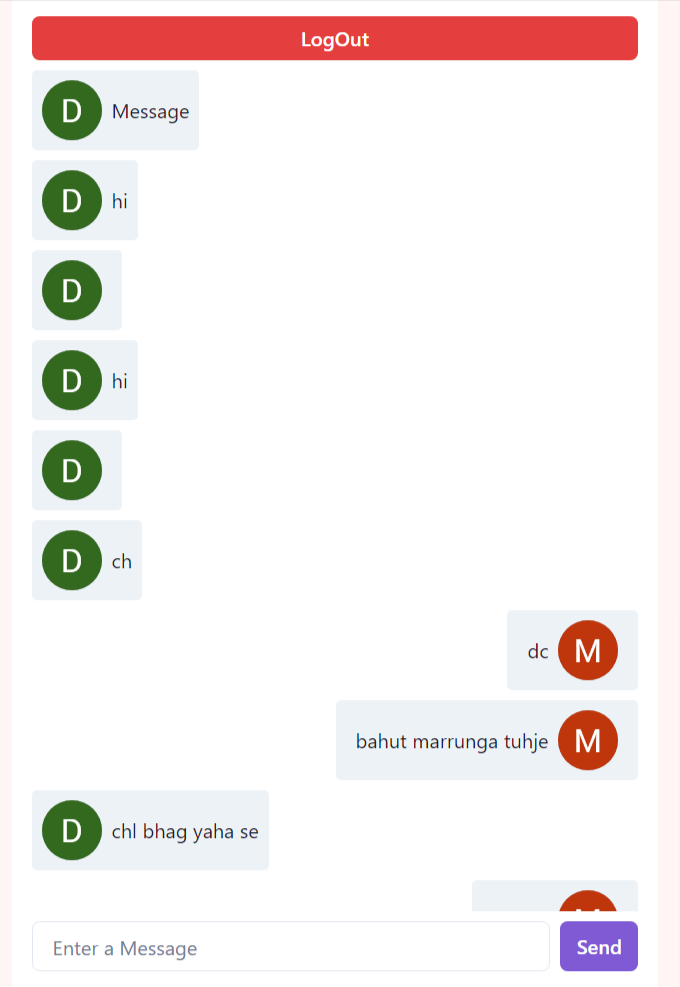 LogOut
D Message
D hi
D
D hi
D
D ch
dc M
bahut marrunga tuhje M
D chl bhag yaha se
Enter a Message Send